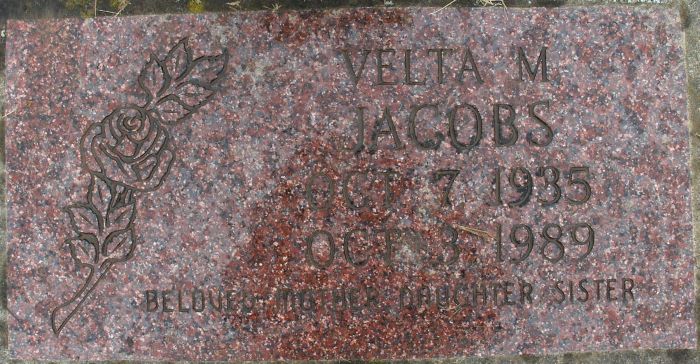 VELTA M
JACOBS
OCT 7 1935
OCT 3 1989
BELOVED MOTHER DAUGHTER SISTER